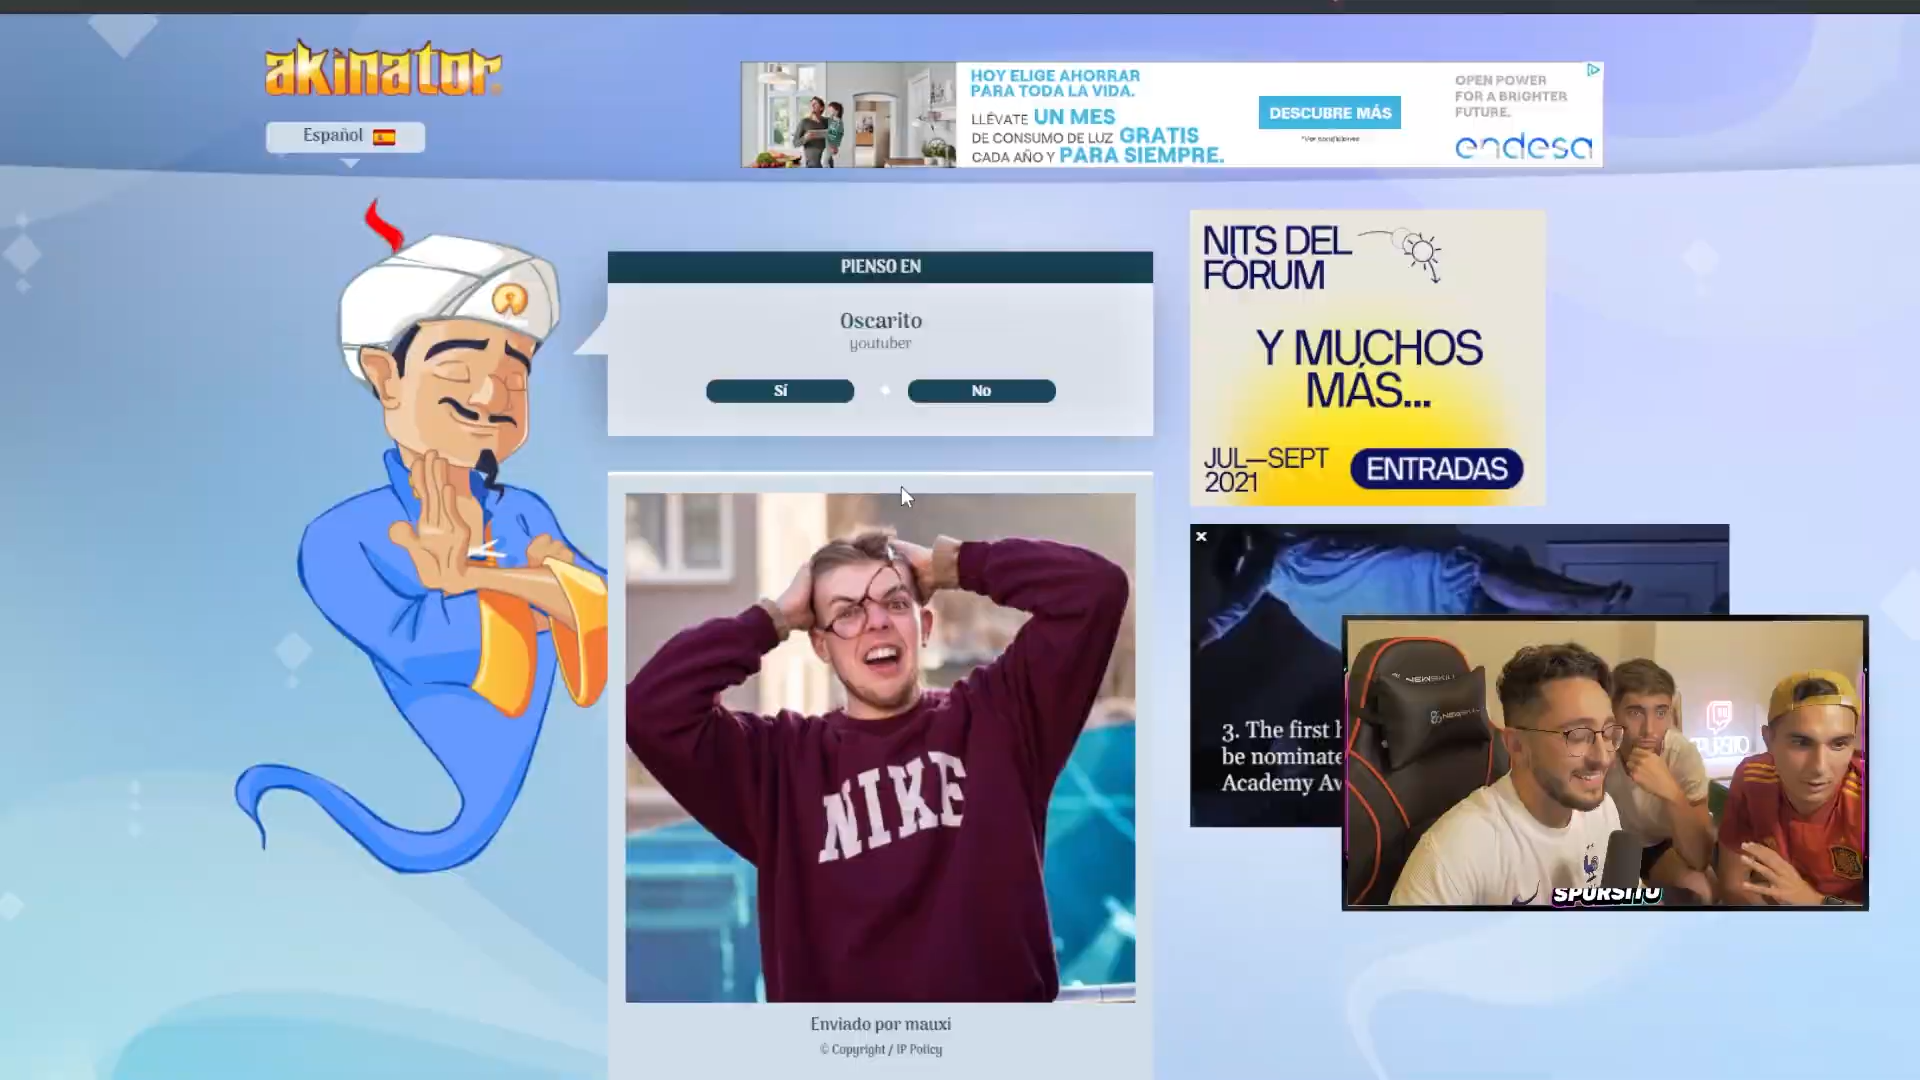 akinator
Español
HOY ELIGE AHORRAR
PARA TODA LA VIDA.
LLÉVATE UN MES
DE CONSUMO DE LUZ GRATIS
CADA AÑO Y PARA SIEMPRE.
DESCUBRE MÁS
*Ver condiciones
OPEN POWER
FOR A BRIGHTER
FUTURE.
endesa
PIENSO EN
Oscarito
youtuber
Sí
No
NITS DEL
FÒRUM
Y MUCHOS
MÁS...
JUL—SEPT
2021
ENTRADAS
3. The first
be nominate
Academy Av
NIKE
NEWSKILL
SPURSITO
Enviado por mauxi
© Copyright / IP Policy